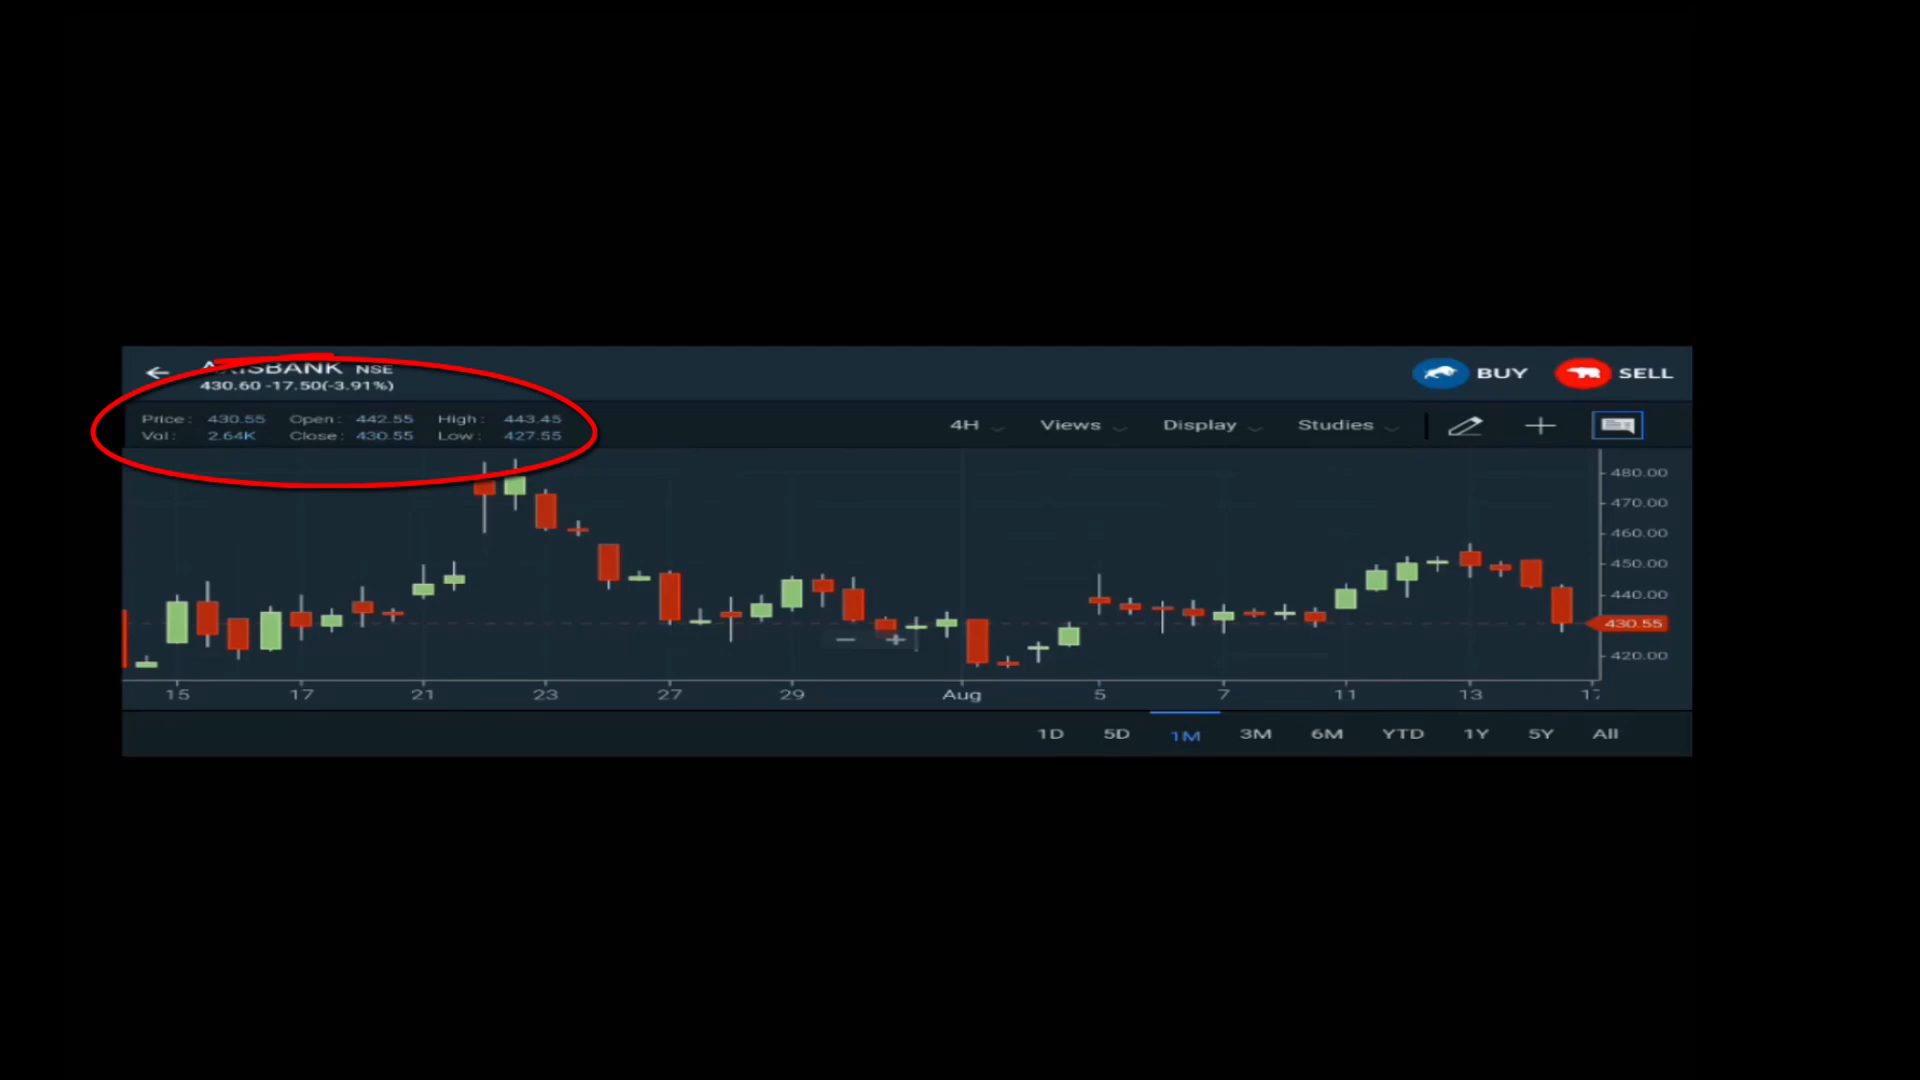 AXISBANK NSE
430.60 -17.50(-3.91%)
BUY SELL
Price: 430.55 Open: 442.55 High: 443.45
Vol: 2.64K Close: 430.55 Low: 427.55
4H Views Display Studies
480.00
470.00
460.00
450.00
440.00
430.55
420.00
15 17 21 23 27 29 Aug 5 7 11 13
1D 5D 1M 3M 6M YTD 1Y 5Y All